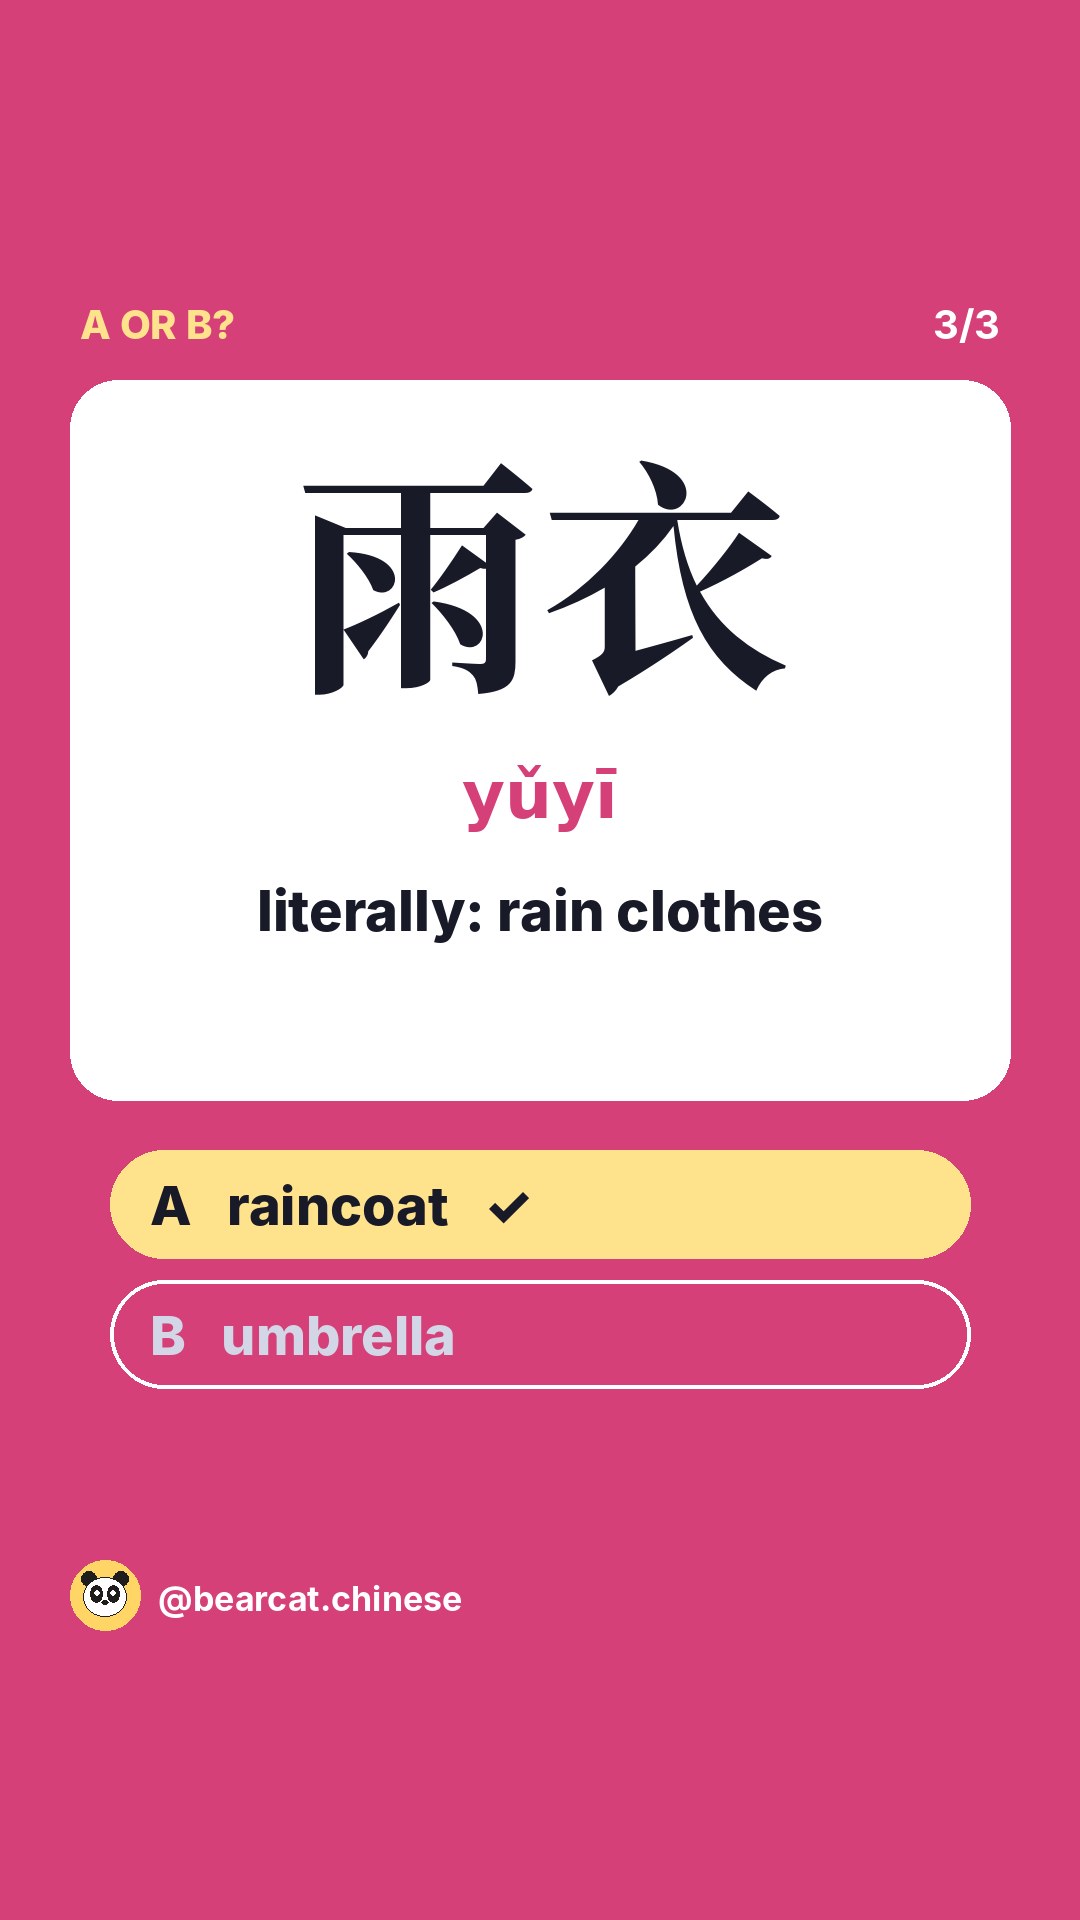 A OR B?
3/3
雨衣
yǔyī
literally: rain clothes
A raincoat ✓
B umbrella
@bearcat.chinese